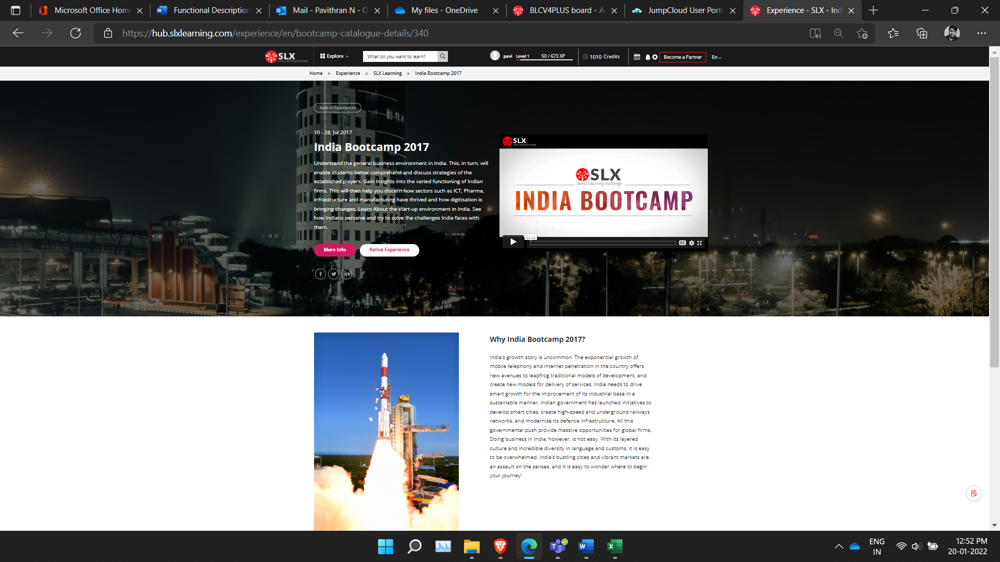 Microsoft Office Hom
Functional Description
Mail - Pavithran N - O
My files - OneDrive
BLCV4PLUS board - A
JumpCloud User Porta
Experience - SLX - Ind
https://hub.slxlearning.com/experience/en/bootcamp-catalogue-details/340
SLX
Swiss Learning Exchange
Explore
What do you want to learn?
pavi
Level 1
50 / 673 XP
1010 Credits
Become a Partner
En
Home > Experience > SLX Learning > India Bootcamp 2017
Back to Experiences
10 - 28, Jul 2017
India Bootcamp 2017
Understand the general business environment in India. This, in turn, will
enable students better comprehend and discuss strategies of the
established players. Gain Insights into the varied functioning of Indian
firms. This will then help you discern how sectors such as ICT, Pharma,
infrastructure and manufacturing have thrived and how digitisation is
bringing changes. Learn About the start-up environment in India. See
how Indians perceive and try to solve the challenges India faces with
them.
More Info
Relive Experience
SLX
Swiss Learning Exchange
SLX
Swiss Learning Exchange
INDIA BOOTCAMP
03:22
CC
Why India Bootcamp 2017?
India's growth story is uncommon. The exponential growth of
mobile telephony and internet penetration in the country offers
new avenues to leapfrog traditional models of development, and
create new models for delivery of services. India needs to drive
smart growth for the improvement of its industrial base in a
sustainable manner. Indian government has launched initiatives to
develop smart cities, create high-speed and underground railways
networks, and modernize its defence infrastructure. All this
governmental push provide massive opportunities for global firms.
Doing business in India, however, is not easy. With its layered
culture and incredible diversity in language and customs, it is easy
to be overwhelmed. India's bustling cities and vibrant markets are
an assault on the senses, and it is easy to wonder where to begin
your journey!
ENG
IN
12:52 PM
20-01-2022